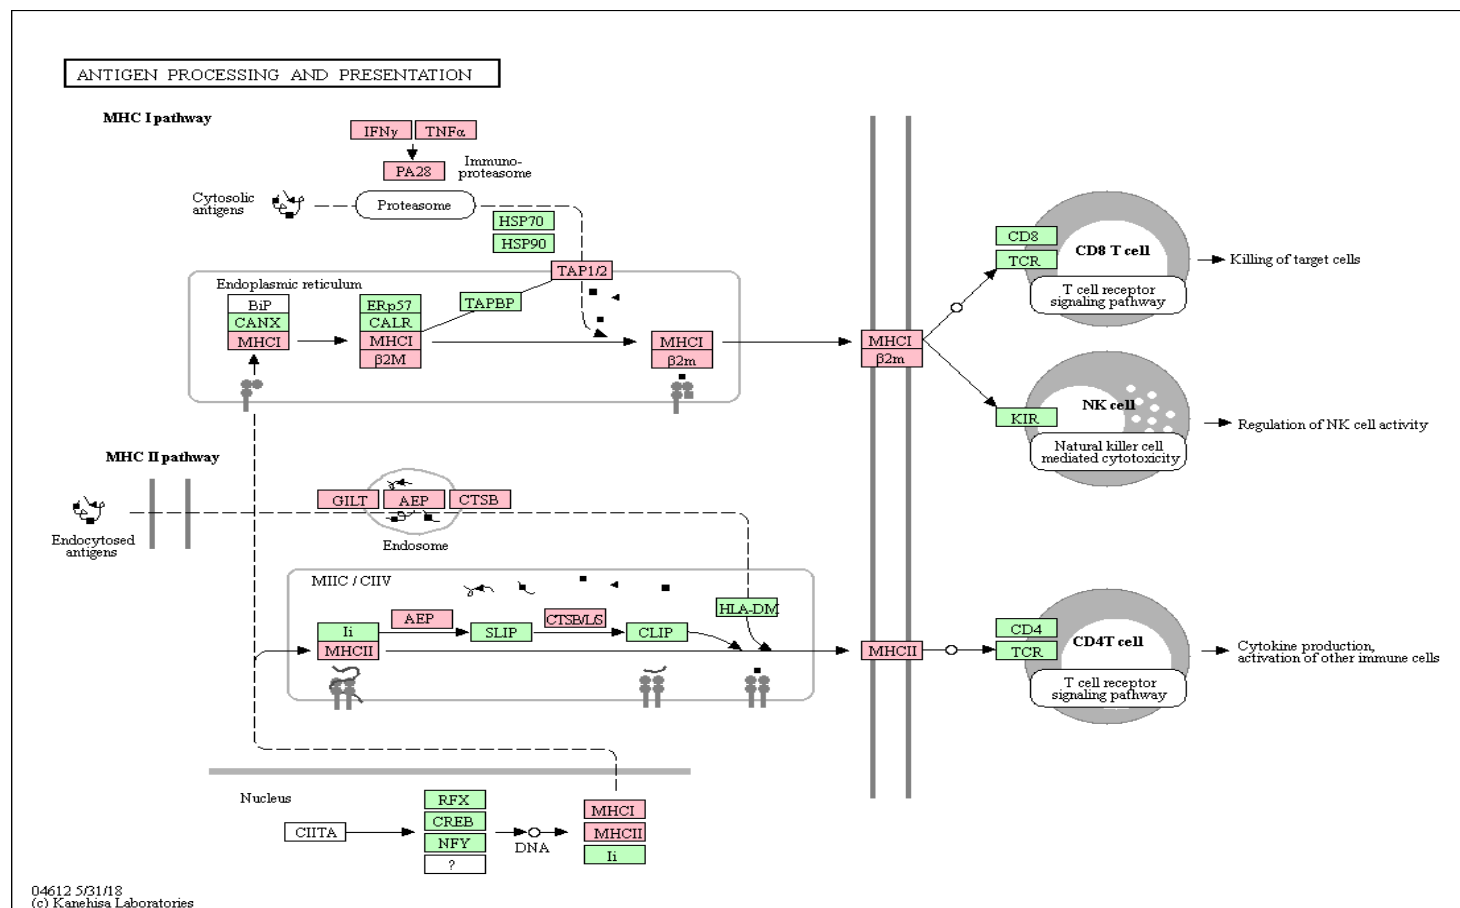 ANTIGEN PROCESSING AND PRESENTATION
MHC I pathway
IFNγ
TNFα
PA28
Immuno-
proteasome
Cytosolic
antigens
Proteasome
HSP70
HSP90
TAP1/2
Endoplasmic reticulum
BiP
CANX
MHCI
ERp57
CALR
MHCI
β2M
TAPBP
MHCI
β2m
MHCI
β2m
CD8
TCR
CD8 T cell
T cell receptor
signaling pathway
Killing of target cells
KIR
NK cell
Natural killer cell
mediated cytotoxicity
Regulation of NK cell activity
MHC II pathway
Endocytosed
antigens
GILT
AEP
CTSB
Endosome
MIIC / CIIV
Ii
MHCII
AEP
SLIP
CTSB/L/S
CLIP
HLA-DM
MHCII
CD4
TCR
CD4T cell
T cell receptor
signaling pathway
Cytokine production,
activation of other immune cells
Nucleus
CIITA
RFX
CREB
NFY
?
DNA
MHCI
MHCII
Ii
04612 5/31/18
(c) Kanehisa Laboratories